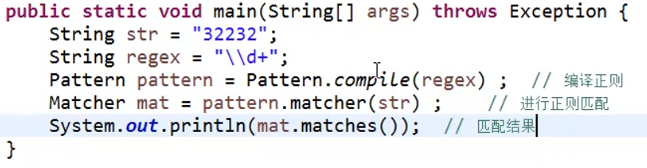 public static void main(String[] args) throws Exception {
    String str = "32232";
    String regex = "\\d+";
    Pattern pattern = Pattern.compile(regex) ;  // 编译正则
    Matcher mat = pattern.matcher(str) ;    // 进行正则匹配
    System.out.println(mat.matches());  // 匹配结果
}